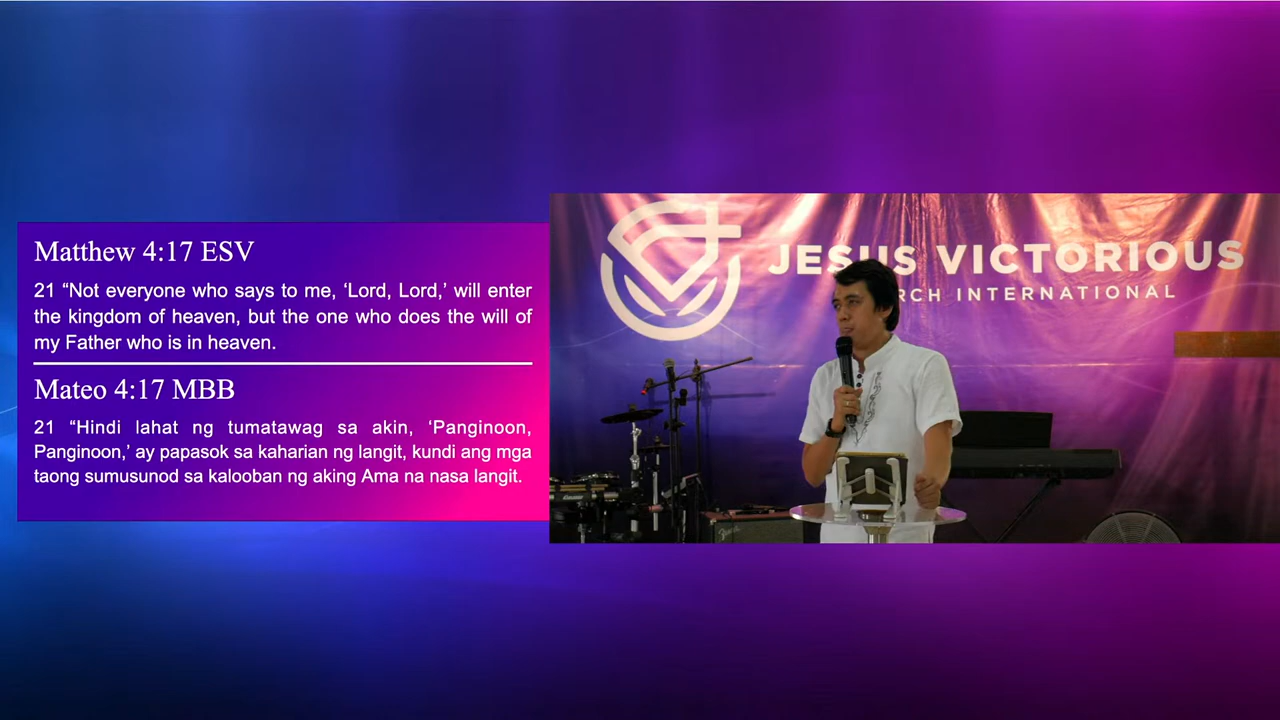 Matthew 4:17 ESV
21 “Not everyone who says to me, ‘Lord, Lord,’ will enter
the kingdom of heaven, but the one who does the will of
my Father who is in heaven.
Mateo 4:17 MBB
21 “Hindi lahat ng tumatawag sa akin, ‘Panginoon,
Panginoon,’ ay papasok sa kaharian ng langit, kundi ang mga
taong sumusunod sa kalooban ng aking Ama na nasa langit.
JESUS VICTORIOUS
RCH INTERNATIONAL